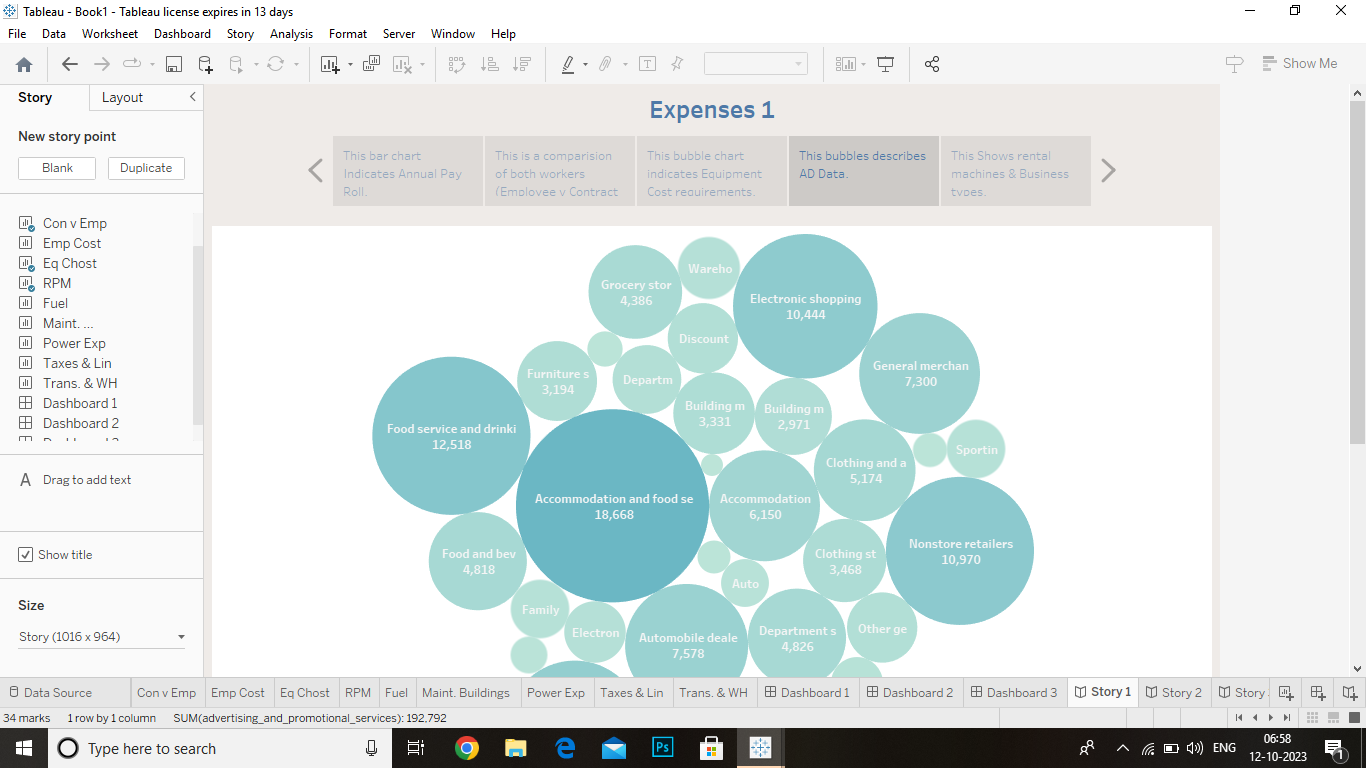 Tableau - Book1 - Tableau license expires in 13 days
File Data Worksheet Dashboard Story Analysis Format Server Window Help
Show Me
Story Layout
New story point
Blank Duplicate
Con v Emp
Emp Cost
Eq Chost
RPM
Fuel
Maint. ...
Power Exp
Taxes & Lin
Trans. & WH
Dashboard 1
Dashboard 2
A Drag to add text
Show title
Size
Story (1016 x 964)
Expenses 1
This bar chart
Indicates Annual Pay
Roll.
This is a comparision
of both workers
(Employee v Contract
This bubble chart
indicates Equipment
Cost requirements.
This bubbles describes
AD Data.
This Shows rental
machines & Business
types.
Wareho
Grocery stor
4,386
Electronic shopping
10,444
Discount
General merchan
7,300
Furniture s
3,194
Departm
Building m
3,331
Building m
2,971
Food service and drinki
12,518
Sportin
Clothing and a
5,174
Accommodation and food se
18,668
Accommodation
6,150
Nonstore retailers
10,970
Food and bev
4,818
Clothing st
3,468
Auto
Family
Electron
Automobile deale
7,578
Department s
4,826
Other ge
Data Source Con v Emp Emp Cost Eq Chost RPM Fuel Maint. Buildings Power Exp Taxes & Lin Trans. & WH Dashboard 1 Dashboard 2 Dashboard 3 Story 1 Story 2 Story
34 marks 1 row by 1 column SUM(advertising_and_promotional_services): 192,792
Type here to search
Ps
ENG
06:58
12-10-2023
1